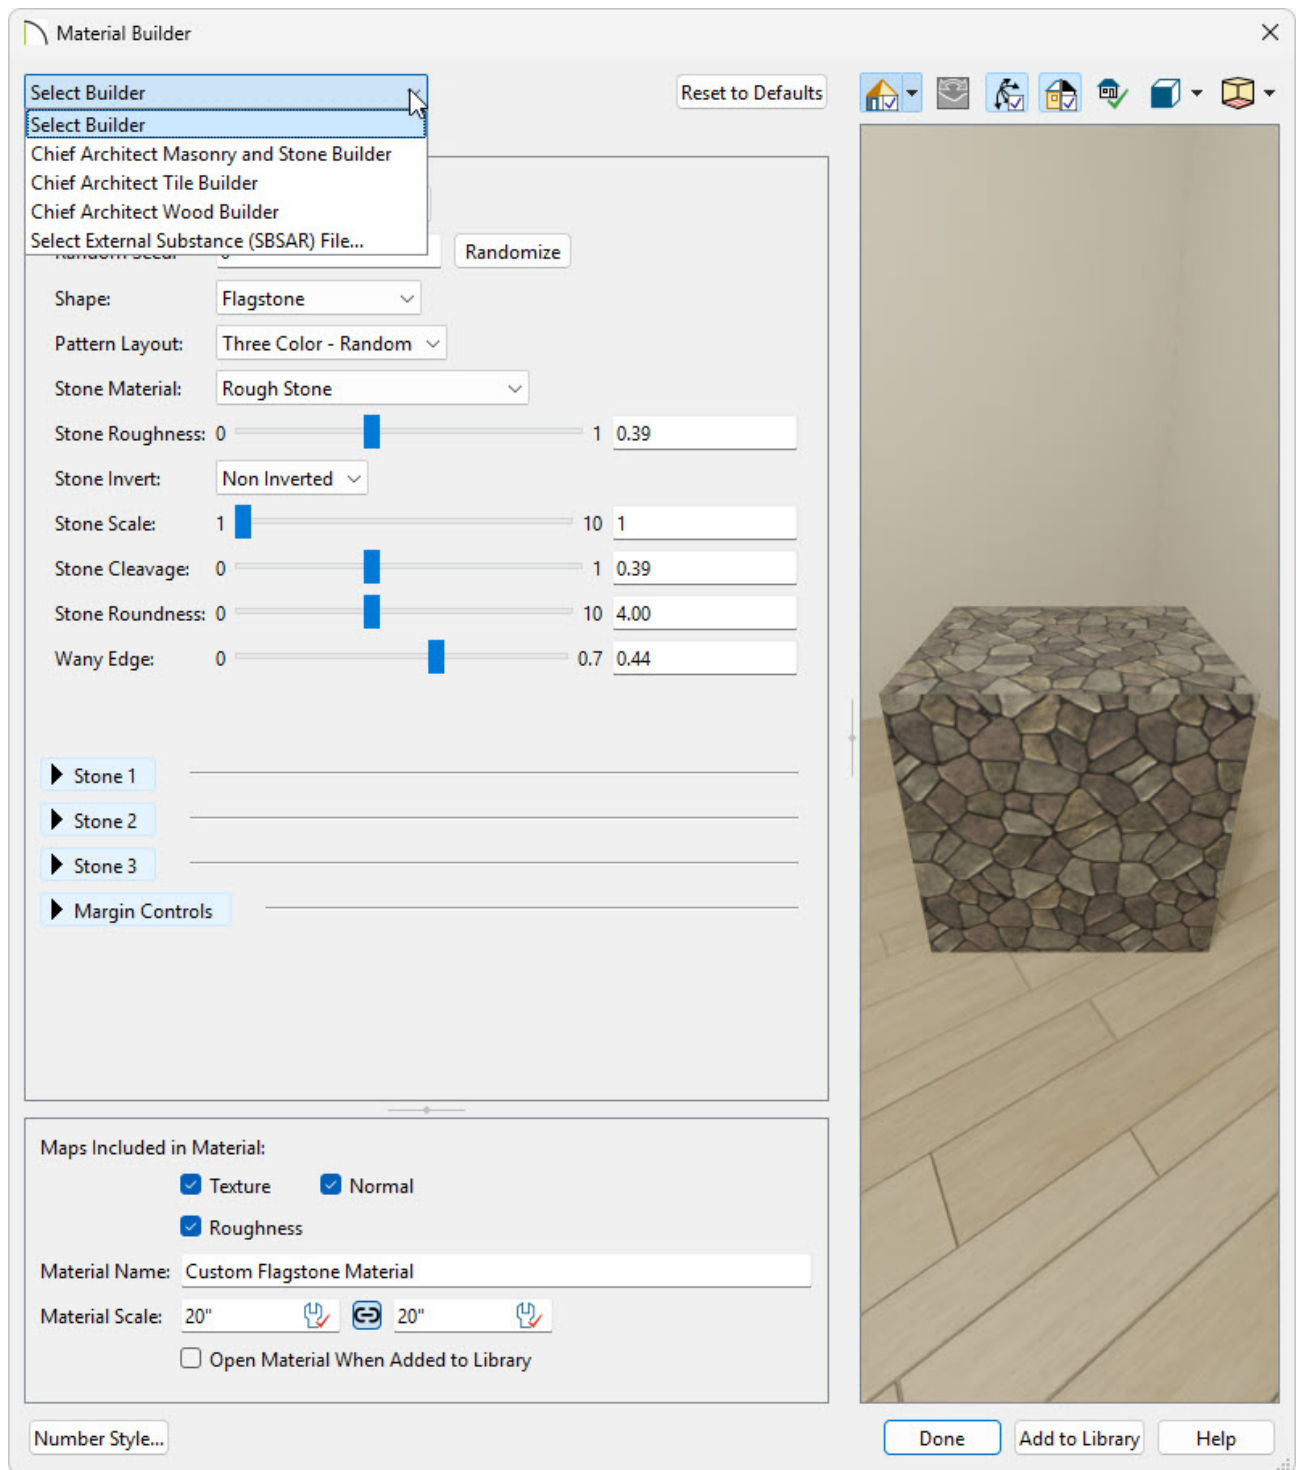 Material Builder
Select Builder
Reset to Defaults
Select Builder
Chief Architect Masonry and Stone Builder
Chief Architect Tile Builder
Chief Architect Wood Builder
Select External Substance (SBSAR) File...
Randomize
Shape: Flagstone
Pattern Layout: Three Color - Random
Stone Material: Rough Stone
Stone Roughness: 0 1 0.39
Stone Invert: Non Inverted
Stone Scale: 1 10 1
Stone Cleavage: 0 1 0.39
Stone Roundness: 0 10 4.00
Wany Edge: 0 0.7 0.44
Stone 1
Stone 2
Stone 3
Margin Controls
Maps Included in Material:
Texture Normal
Roughness
Material Name: Custom Flagstone Material
Material Scale: 20" 20"
Open Material When Added to Library
Number Style... Done Add to Library Help